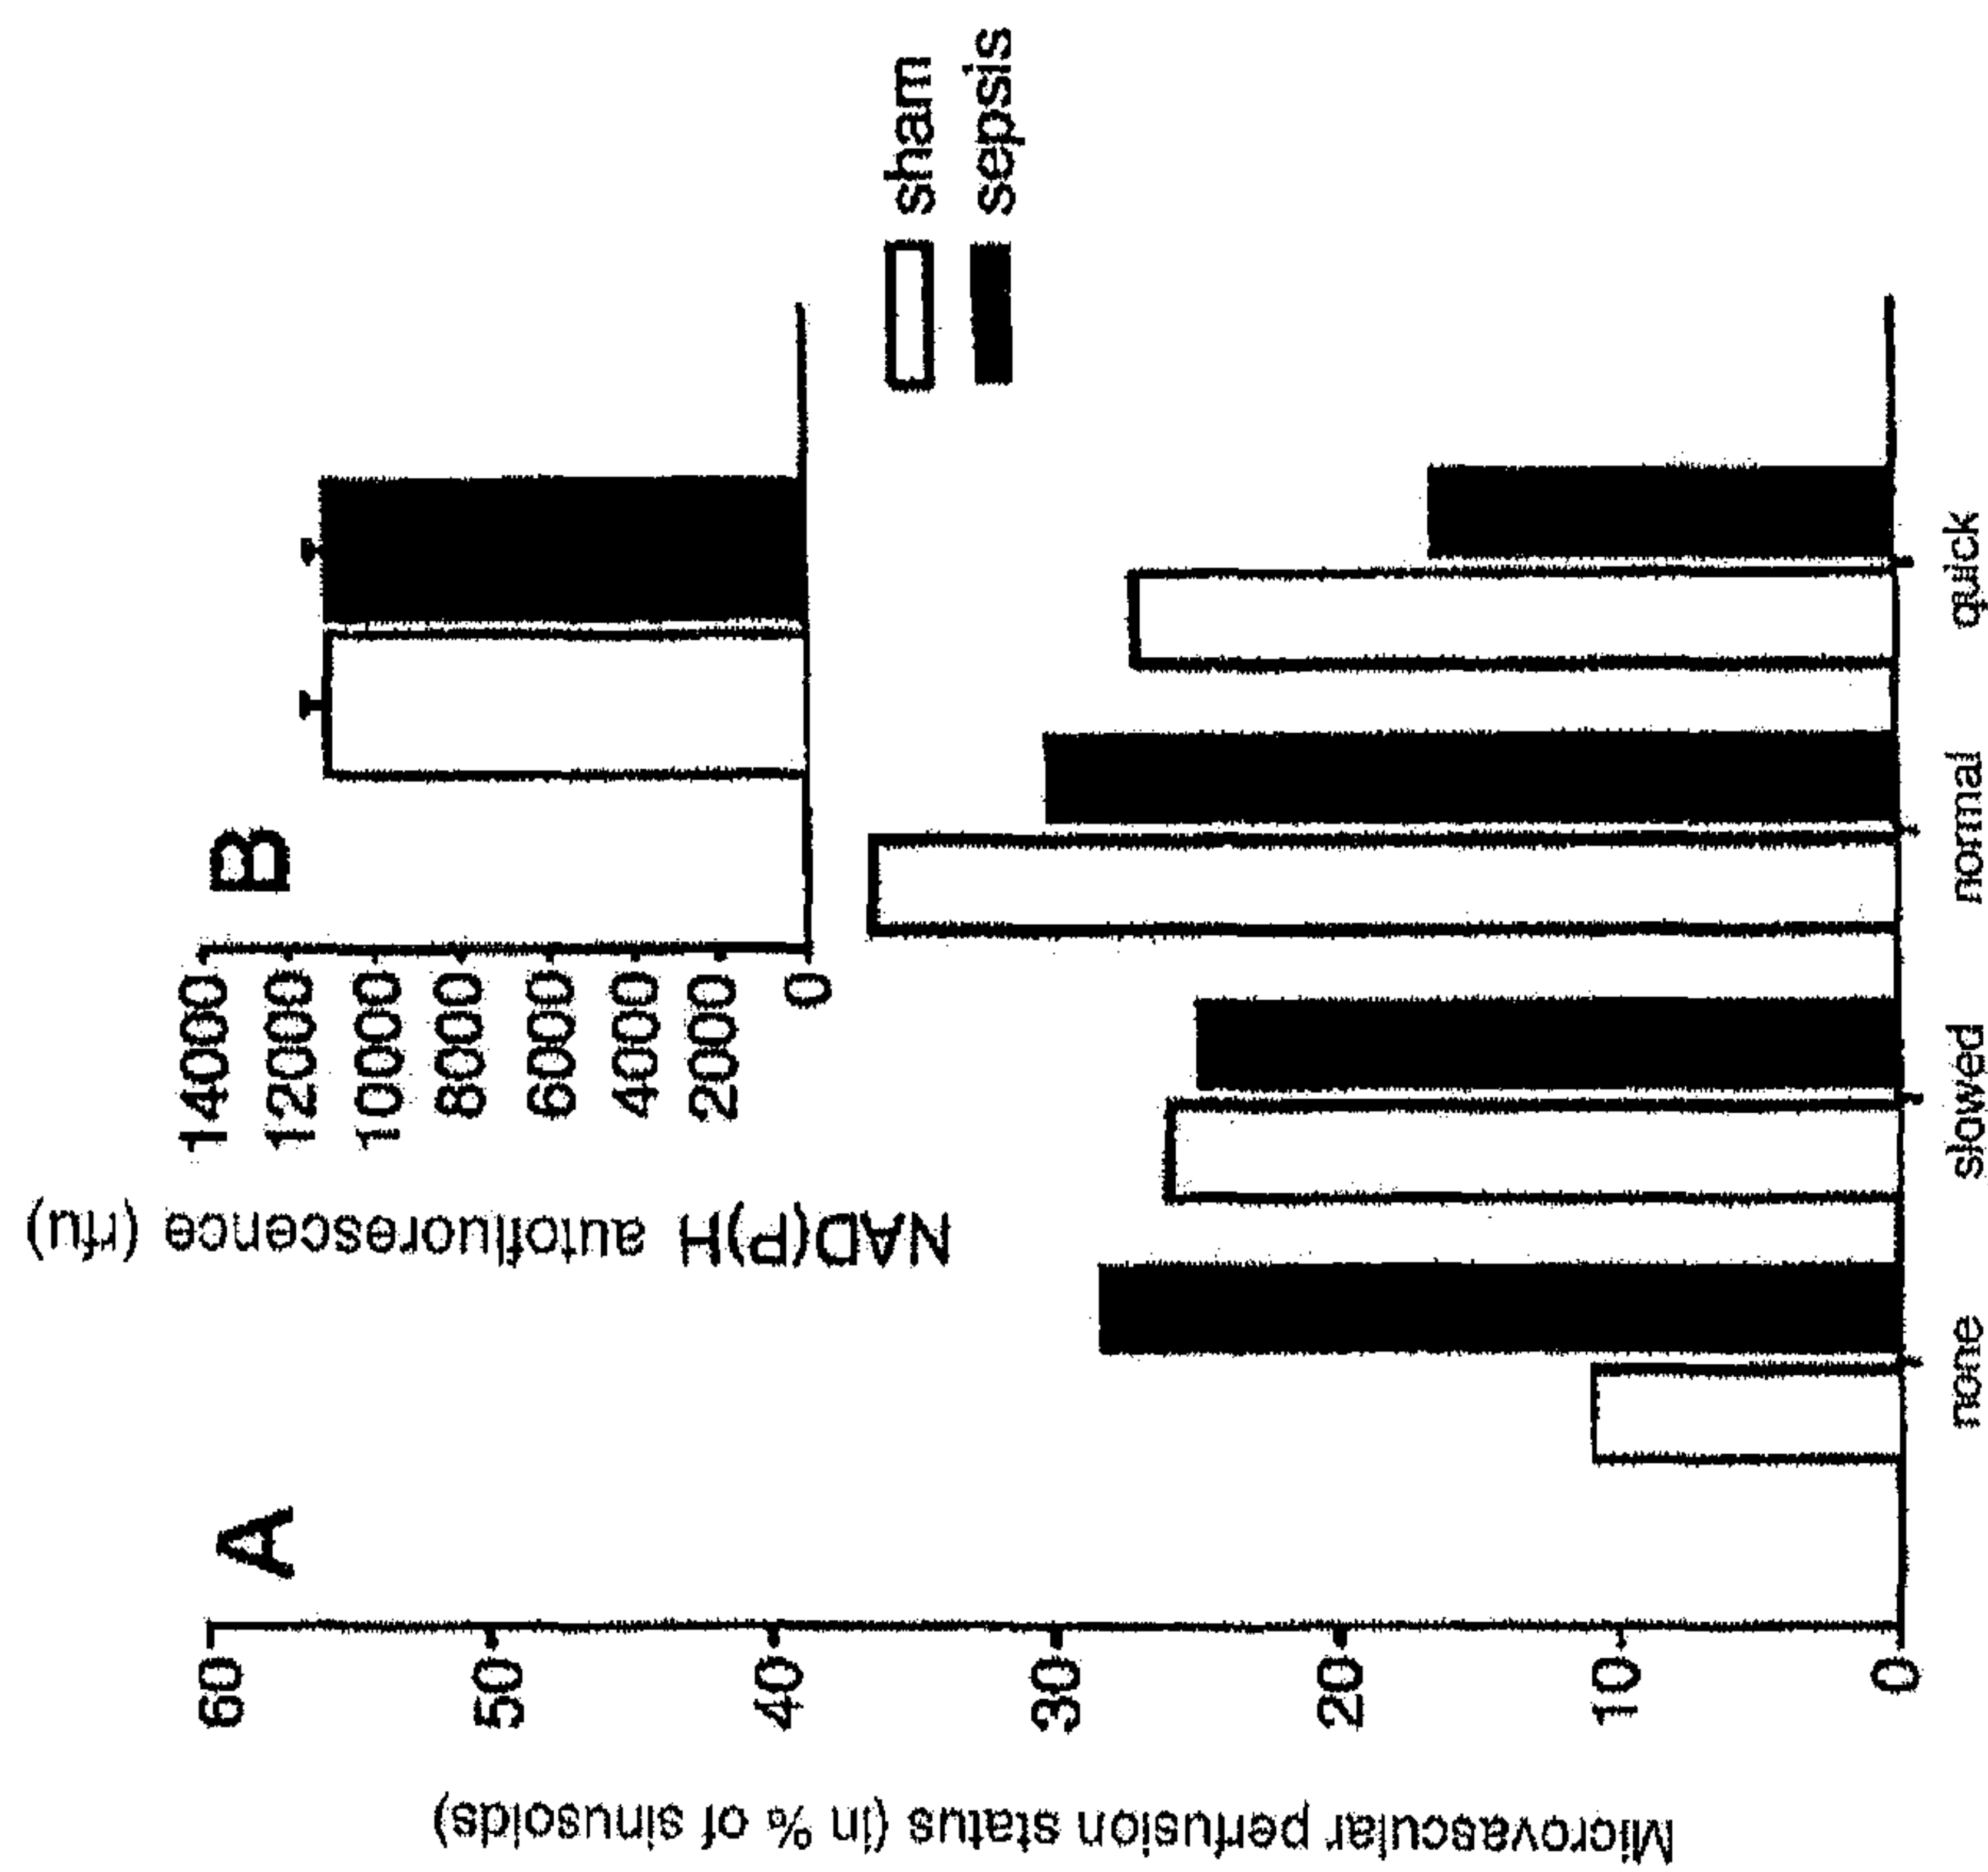 A
Microvascular perfusion status (in % of sinusoids)
60
50
40
30
20
10
0
none
slowed
normal
quick
B
NAD(P)H autofluorescence (rfu)
14000
12000
10000
8000
6000
4000
2000
0
sham
sepsis